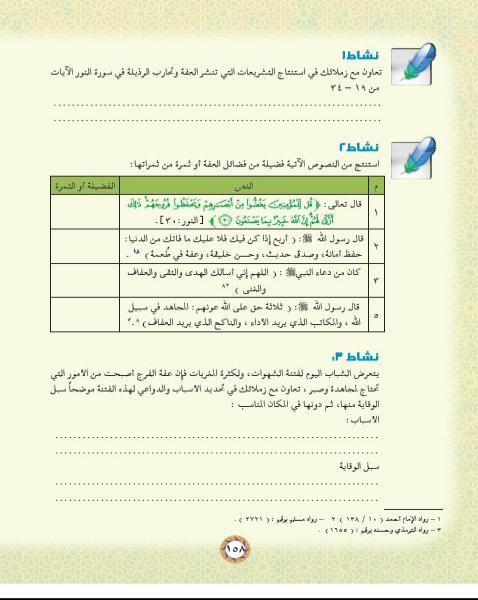 نشاط١
تعاون مع زملائك في استنتاج التشريعات التي تنشر العفة وتحارب الرذيلة في سورة النور الآيات
من ١٩ – ٣٤
نشاط٢
استنتج من النصوص الآتية فضيلة من فضائل العفة أو ثمرة من ثمراتها:
م النص الفضيلة أو الثمرة
١ قال تعالى: ﴿ قُل لِّلْمُؤْمِنِينَ يَغُضُّوا مِنْ أَبْصَارِهِمْ وَيَحْفَظُوا فُرُوجَهُمْ ذَلِكَ
أَزْكَى لَهُمْ إِنَّ اللَّهَ خَبِيرٌ بِمَا يَصْنَعُونَ ﴾ [النور:٣٠].
٢ قال رسول الله ﷺ: ( أربع إذا كن فيك فلا عليك ما فاتك من الدنيا:
حفظ أمانة، وصدق حديث، وحسن خليقة، وعفة في طُعمة )
٣ كان من دعاء النبي ﷺ: ( اللهم إني أسألك الهدى والتقى والعفاف
والغنى )
٥ قال رسول الله ﷺ: ( ثلاثة حق على الله عونهم: المجاهد في سبيل
الله ، والمكاتب الذي يريد الأداء ، والناكح الذي يريد العفاف )
نشاط ٣:
يتعرض الشباب اليوم لفتنة الشهوات، ولكثرة المغريات فإن عفة الفرج أصبحت من الأمور التي
تحتاج لمجاهدة وصبر ، تعاون مع زملائك في تحديد الأسباب والدواعي لهذه الفتنة موضحاً سبل
الوقاية منها، ثم دونها في المكان المناسب :
الأسباب:
سبل الوقاية
١ – رواه الإمام أحمد ( ١٠ / ١٣٨ ) ٢ – رواه مسلم برقم : ( ٢٧٢١ ) .
٣ – رواه الترمذي وحسنه برقم : ( ١٦٥٥ ) .
١٥٨